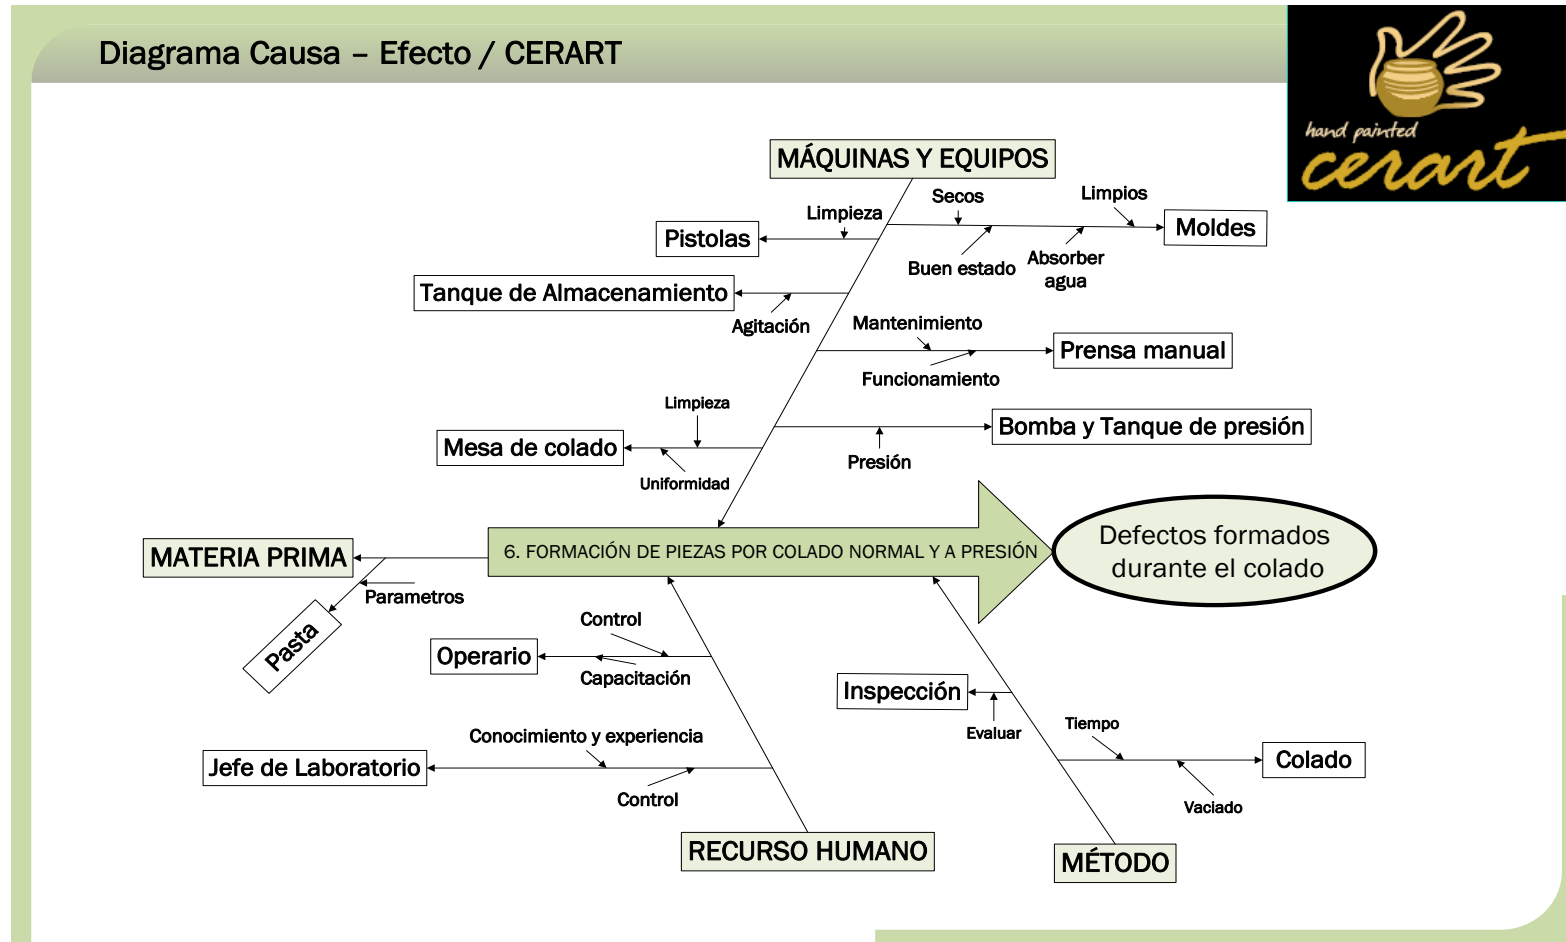 Diagrama Causa – Efecto / CERART
hand painted
cerart
MÁQUINAS Y EQUIPOS
Limpieza
Pistolas
Secos
Limpios
Moldes
Buen estado
Absorber
agua
Tanque de Almacenamiento
Agitación
Mantenimiento
Prensa manual
Funcionamiento
Limpieza
Mesa de colado
Uniformidad
Bomba y Tanque de presión
Presión
MATERIA PRIMA
6. FORMACIÓN DE PIEZAS POR COLADO NORMAL Y A PRESIÓN
Defectos formados
durante el colado
Parametros
Pasta
Control
Operario
Capacitación
Conocimiento y experiencia
Jefe de Laboratorio
Control
RECURSO HUMANO
Inspección
Evaluar
Tiempo
Colado
Vaciado
MÉTODO